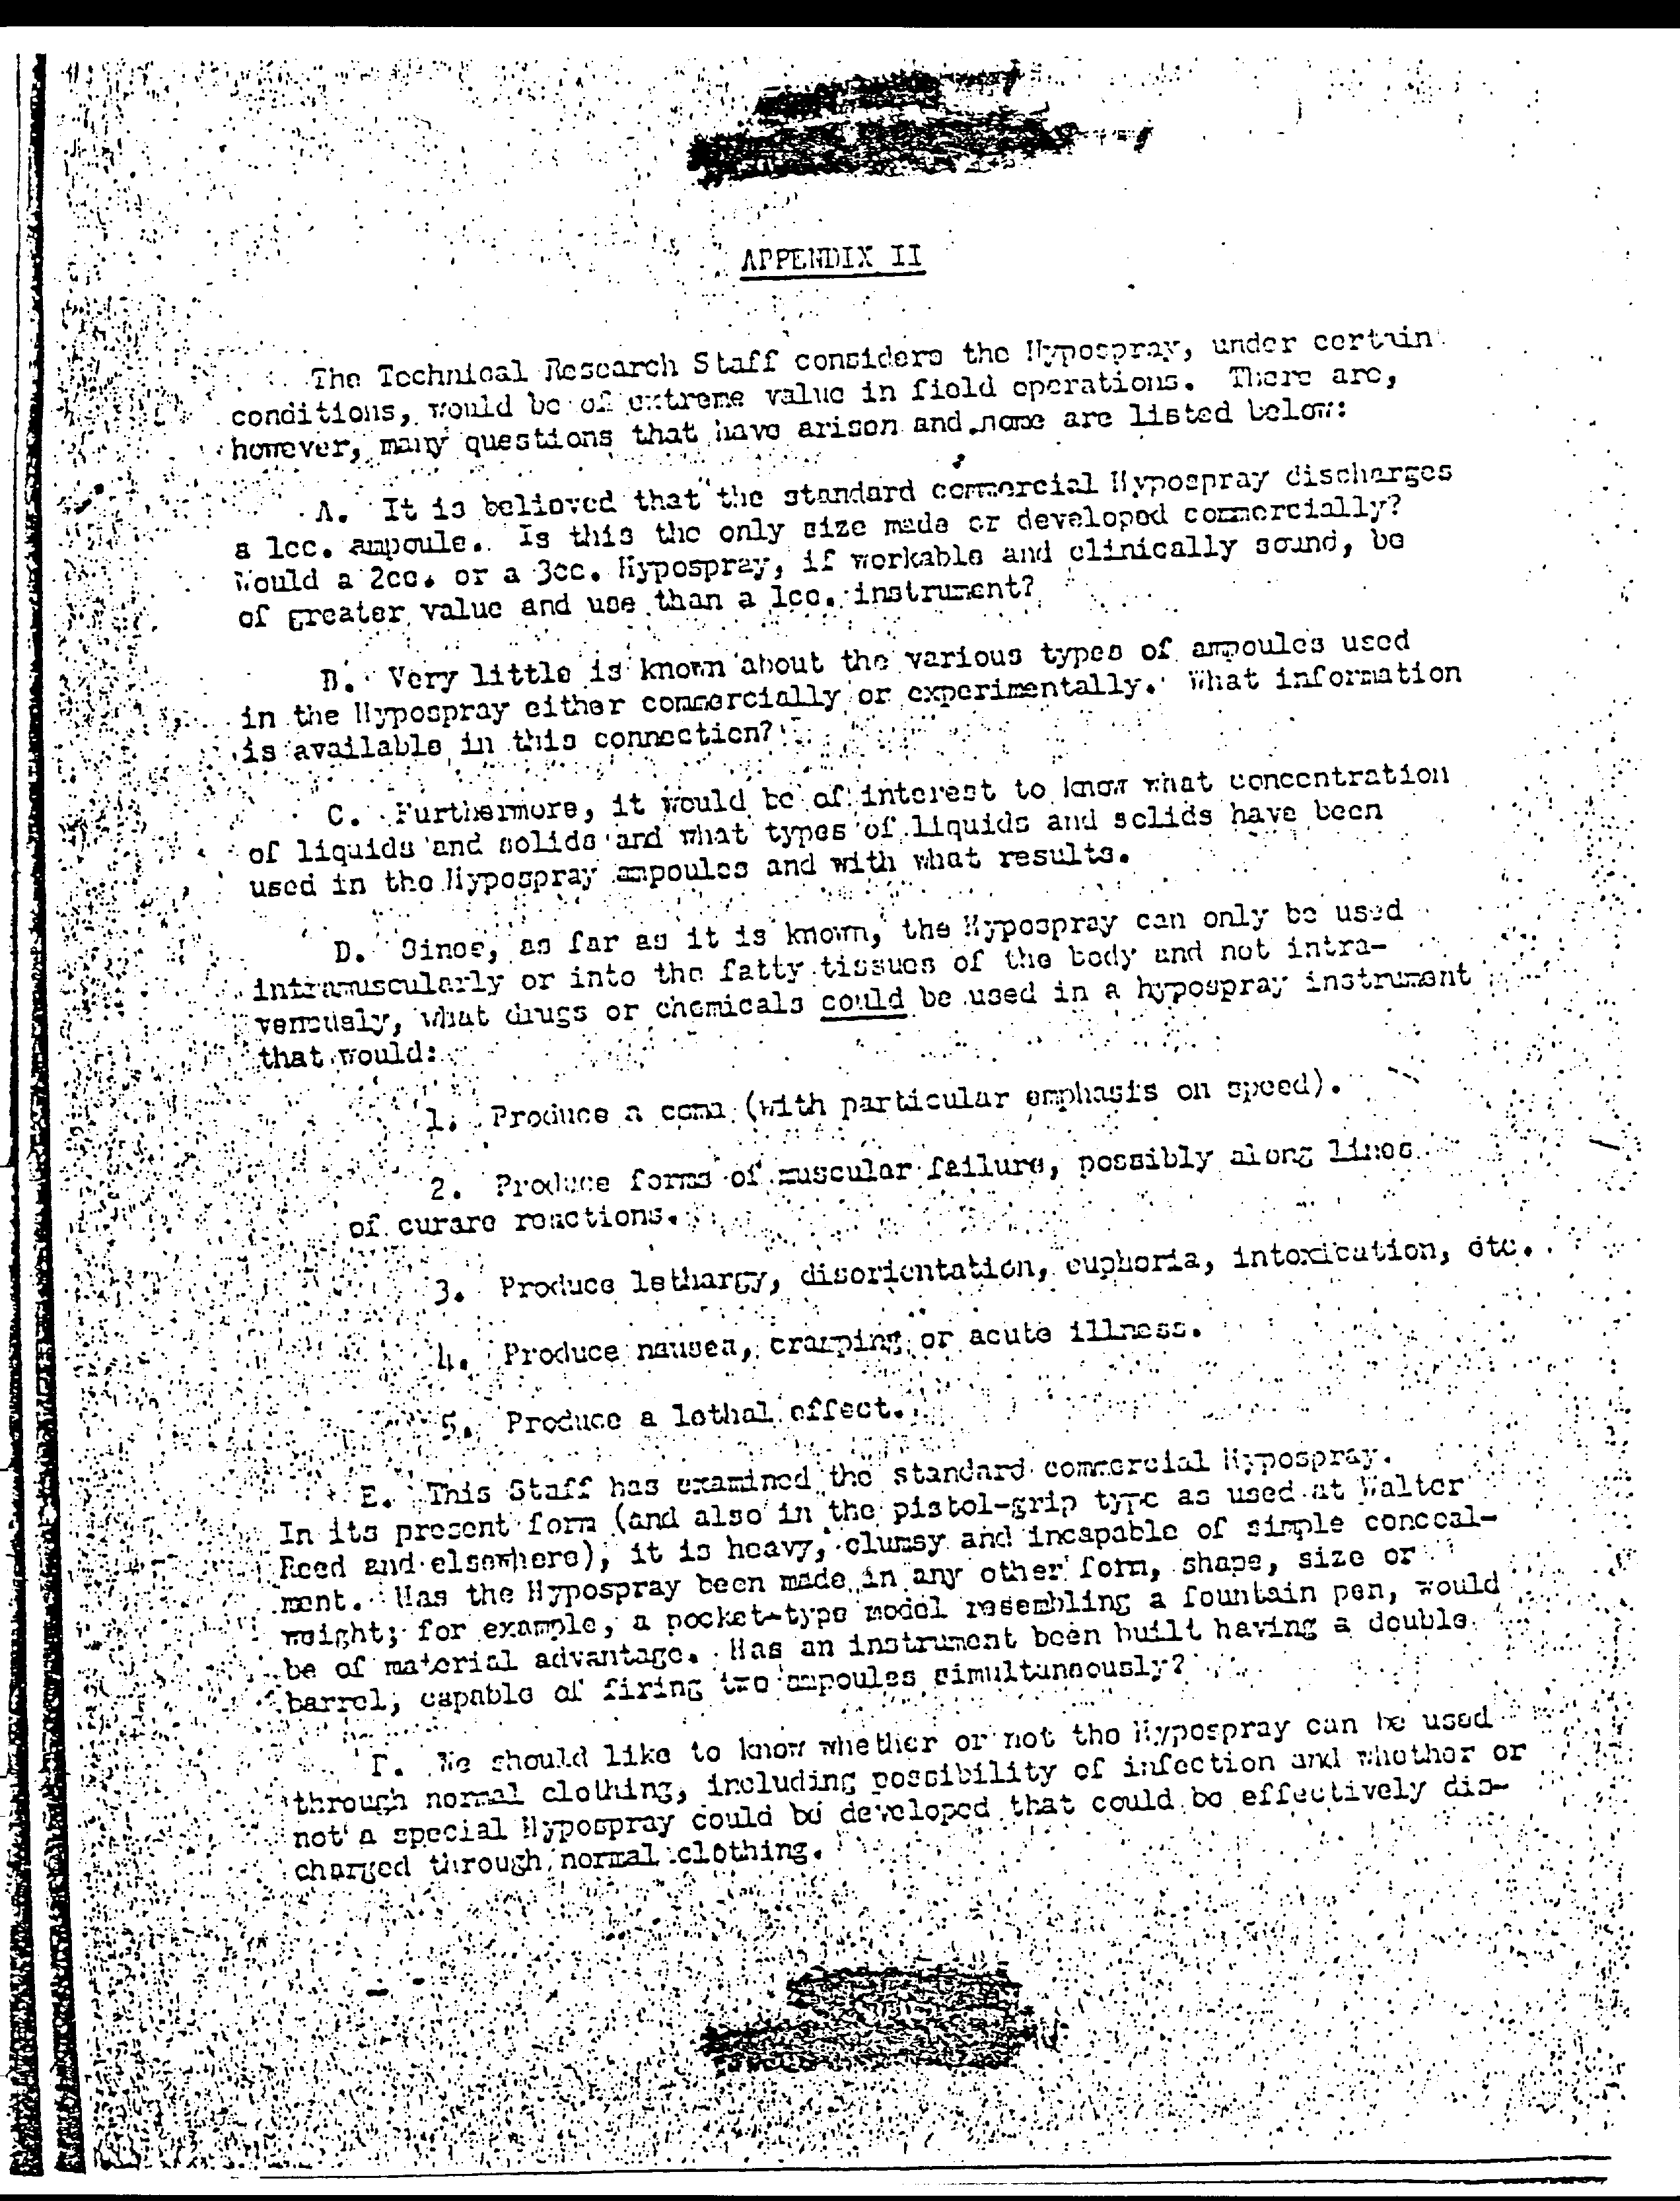 APPENDIX II
The Technical Research Staff considers the Hypospray, under certain
conditions, would be of extreme value in field operations. There are,
however, many questions that have arisen and some are listed below:
A. It is believed that the standard commercial Hypospray discharges
a 1cc. ampoule. Is this the only size made or developed commercially?
Would a 2cc. or a 3cc. Hypospray, if workable and clinically sound, be
of greater value and use than a 1cc. instrument?
B. Very little is known about the various types of ampoules used
in the Hypospray either commercially or experimentally. What information
is available in this connection?
C. Furthermore, it would be of interest to know what concentration
of liquids and solids and what types of liquids and solids have been
used in the Hypospray ampoules and with what results.
D. Since, as far as it is known, the Hypospray can only be used
intramuscularly or into the fatty tissues of the body and not intra-
venously, what drugs or chemicals could be used in a hypospray instrument
that would:
1. Produce a coma (with particular emphasis on speed).
2. Produce forms of muscular failure, possibly along lines
of curare reactions.
3. Produce lethargy, disorientation, euphoria, intoxication, etc.
4. Produce nausea, cramping or acute illness.
5. Produce a lethal effect.
E. This Staff has examined the standard commercial Hypospray.
In its present form (and also in the pistol-grip type as used at Walter
Reed and elsewhere), it is heavy, clumsy and incapable of simple conceal-
ment. Has the Hypospray been made in any other form, shape, size or
weight; for example, a pocket-type model resembling a fountain pen, would
be of material advantage. Has an instrument been built having a double
barrel, capable of firing two ampoules simultaneously?
F. We should like to know whether or not the Hypospray can be used
through normal clothing, including possibility of infection and whether or
not a special Hypospray could be developed that could be effectively dis-
charged through normal clothing.